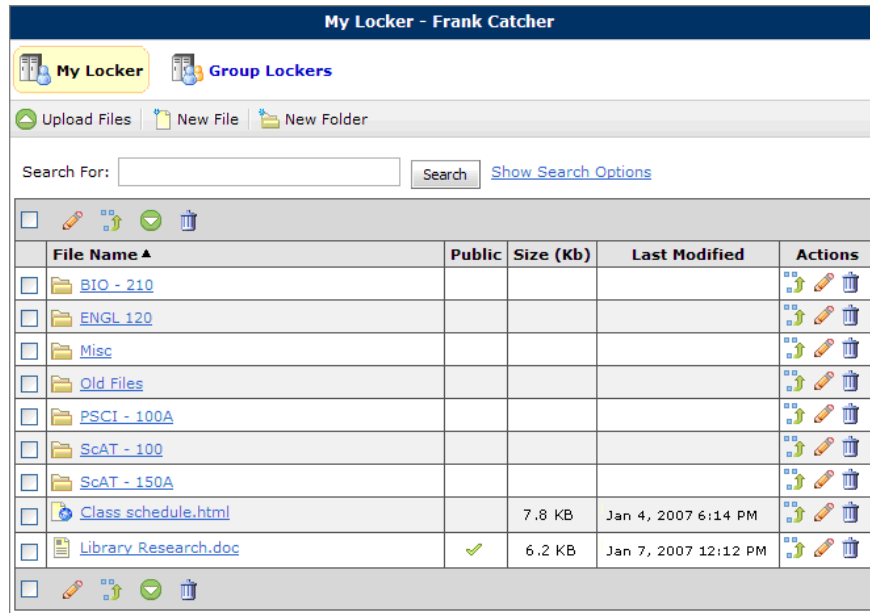 My Locker - Frank Catcher
My Locker Group Lockers
Upload Files New File New Folder
Search For: Search Show Search Options
File Name ▲ Public Size (Kb) Last Modified Actions
BIO - 210
ENGL 120
Misc
Old Files
PSCI - 100A
ScAT - 100
ScAT - 150A
Class schedule.html 7.8 KB Jan 4, 2007 6:14 PM
Library Research.doc 6.2 KB Jan 7, 2007 12:12 PM